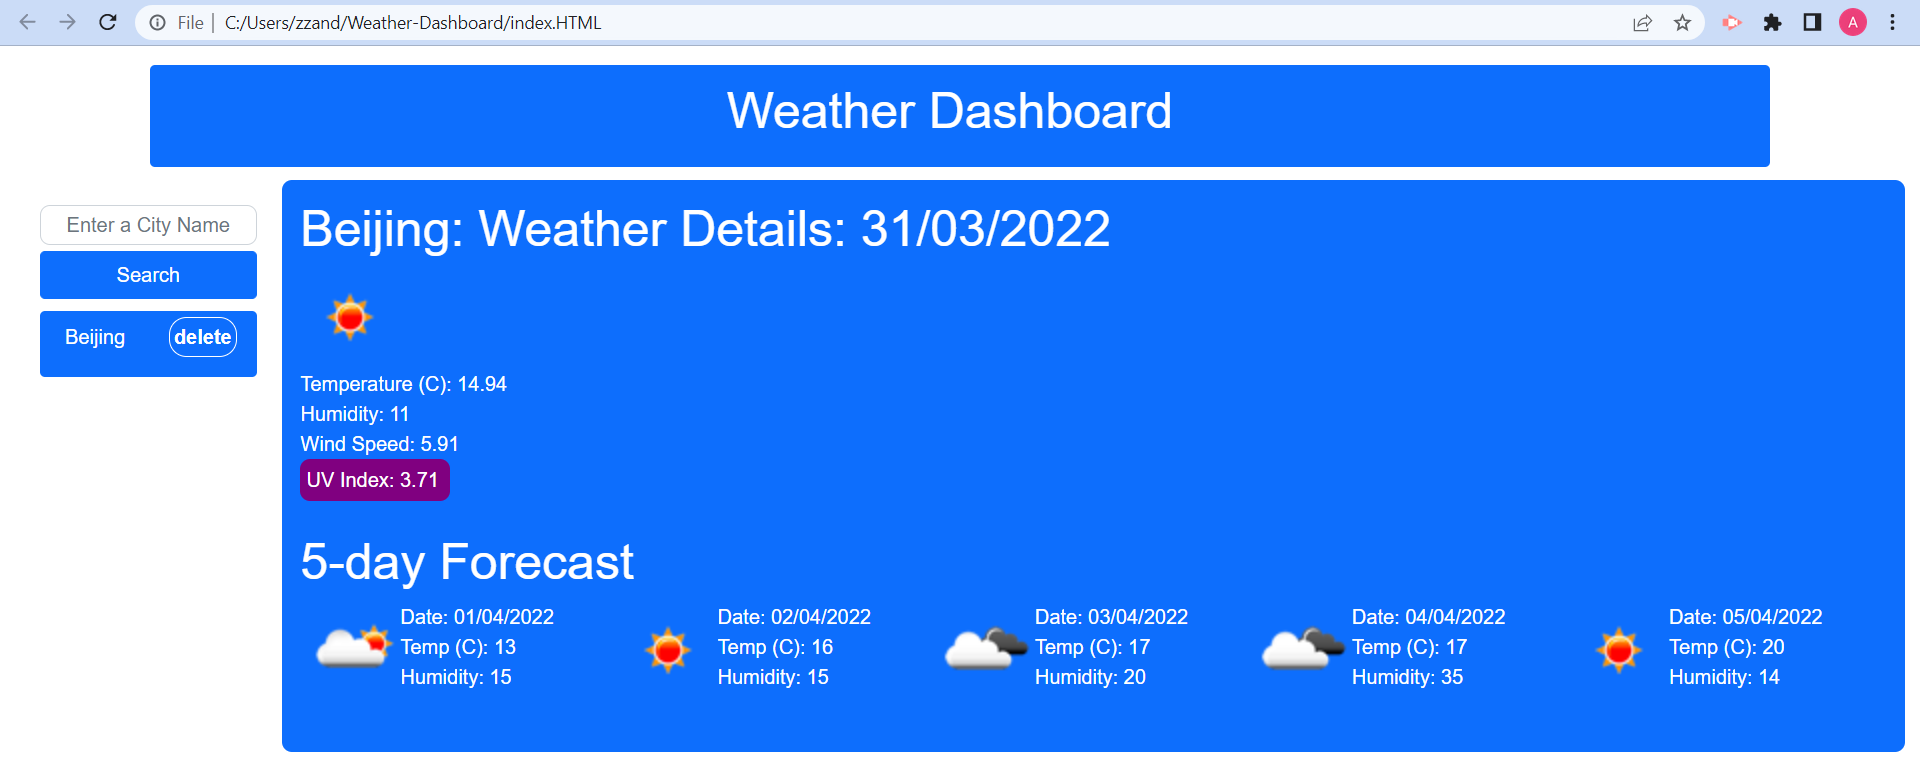 File C:/Users/zzand/Weather-Dashboard/index.HTML
A
Weather Dashboard
Enter a City Name
Search
Beijing delete
Beijing: Weather Details: 31/03/2022
Temperature (C): 14.94
Humidity: 11
Wind Speed: 5.91
UV Index: 3.71
5-day Forecast
Date: 01/04/2022
Temp (C): 13
Humidity: 15
Date: 02/04/2022
Temp (C): 16
Humidity: 15
Date: 03/04/2022
Temp (C): 17
Humidity: 20
Date: 04/04/2022
Temp (C): 17
Humidity: 35
Date: 05/04/2022
Temp (C): 20
Humidity: 14